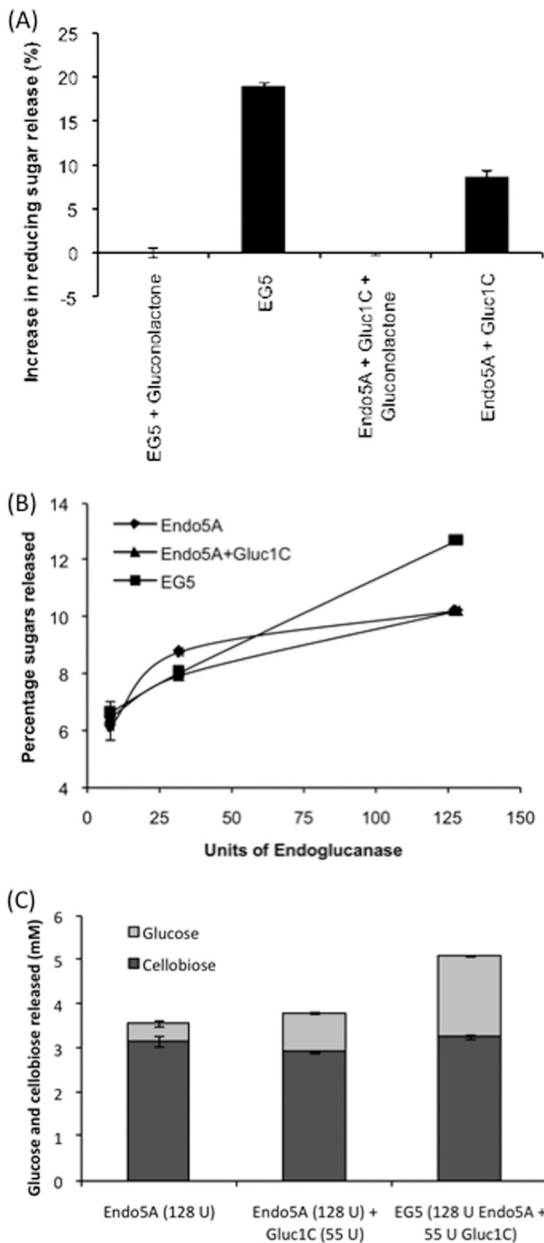 (A)
Increase in reducing sugar release (%)
25
20
15
10
5
0
-5
EG5 + Gluconolactone
EG5
Endo5A + Gluc1C +
Gluconolactone
Endo5A + Gluc1C
(B)
Percentage sugars released
14
12
10
8
6
4
Endo5A
Endo5A+Gluc1C
EG5
0
25
50
75
100
125
150
Units of Endoglucanase
(C)
Glucose and cellobiose released (mM)
6
5
4
3
2
1
0
Glucose
Cellobiose
Endo5A (128 U)
Endo5A (128 U) +
Gluc1C (55 U)
EG5 (128 U Endo5A +
55 U Gluc1C)